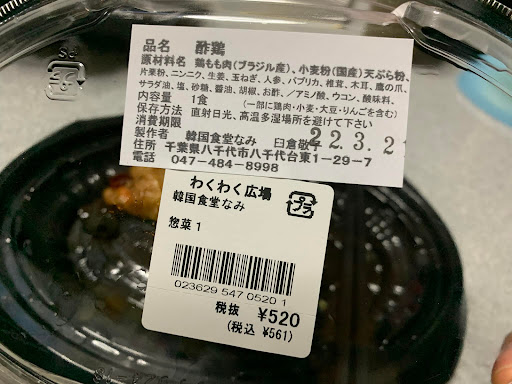 品名 酢鶏
原材料名 鶏もも肉(ブラジル産)、小麦粉(国産)天ぷら粉、
片栗粉、ニンニク、生姜、玉ねぎ、人参、パプリカ、椎茸、木耳、鷹の爪、
サラダ油、塩、砂糖、醤油、胡椒、お酢、/アミノ酸、ウコン、酸味料、
内容量 1食 (一部に鶏肉・小麦・大豆・りんごを含む)
保存方法 直射日光、高温多湿場所を避けて下さい
消費期限 22.3.2
製作者 韓国食堂なみ 臼倉敬子
住所 千葉県八千代市八千代台東1-29-7
電話 047-484-8998
わくわく広場
韓国食堂なみ
プラ
惣菜1
023629 547 0520 1
税抜 ¥520
(税込 ¥561)